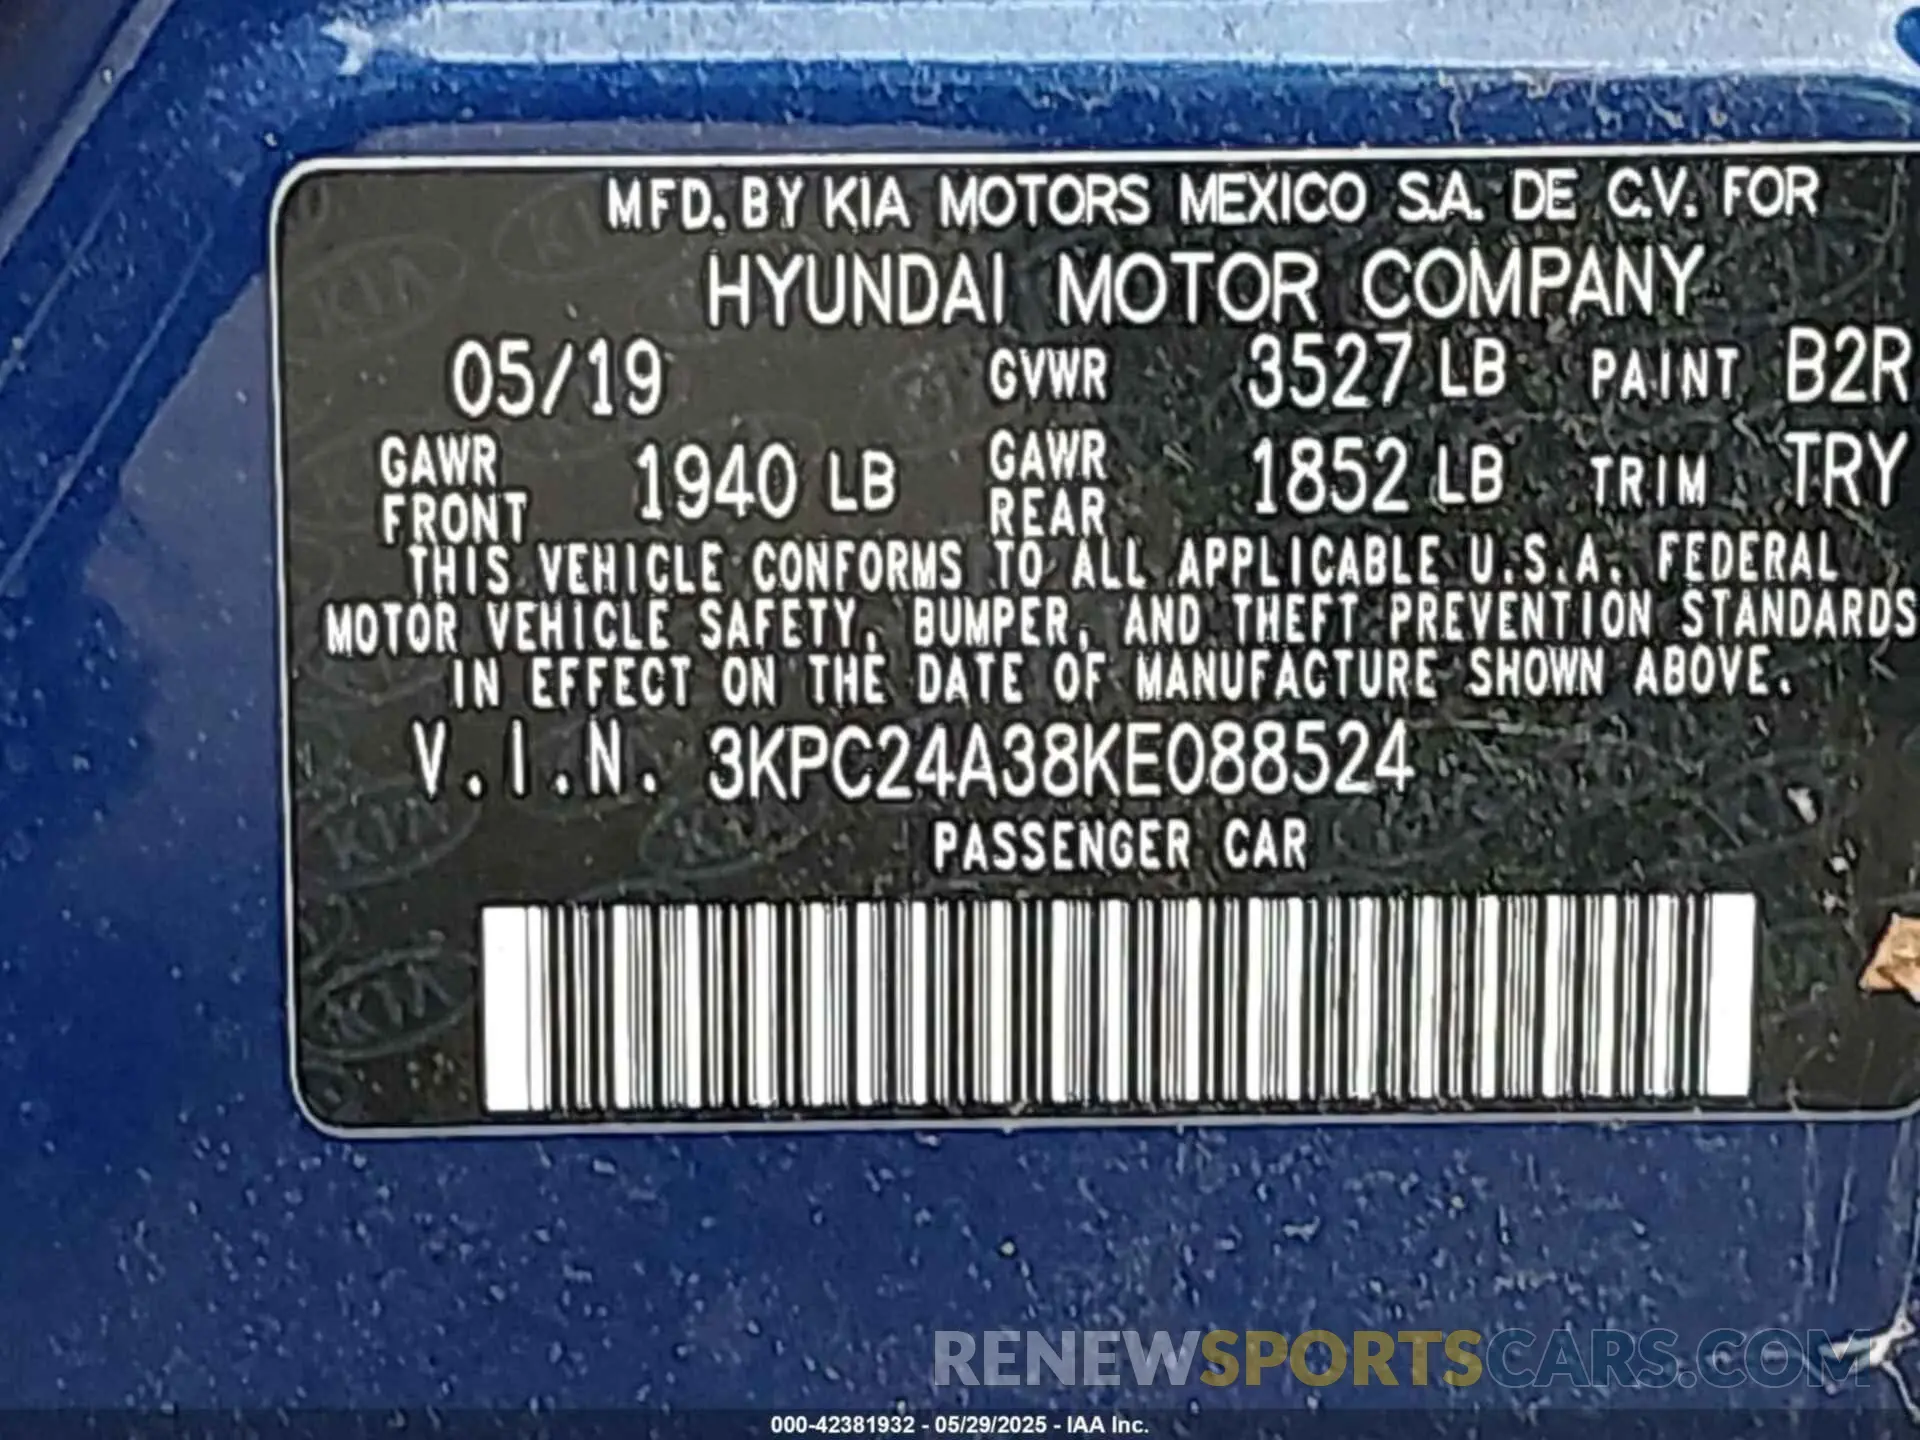 MFD. BY KIA MOTORS MEXICO S.A. DE C.V. FOR
HYUNDAI MOTOR COMPANY
05/19 GVWR 3527 LB PAINT B2R
GAWR FRONT 1940 LB GAWR REAR 1852 LB TRIM TRY
THIS VEHICLE CONFORMS TO ALL APPLICABLE U.S.A. FEDERAL
MOTOR VEHICLE SAFETY, BUMPER, AND THEFT PREVENTION STANDARDS
IN EFFECT ON THE DATE OF MANUFACTURE SHOWN ABOVE.
V.I.N. 3KPC24A38KE088524
PASSENGER CAR
RENEWSPORTSCARS.COM
000-42381932 - 05/29/2025 - IAA Inc.